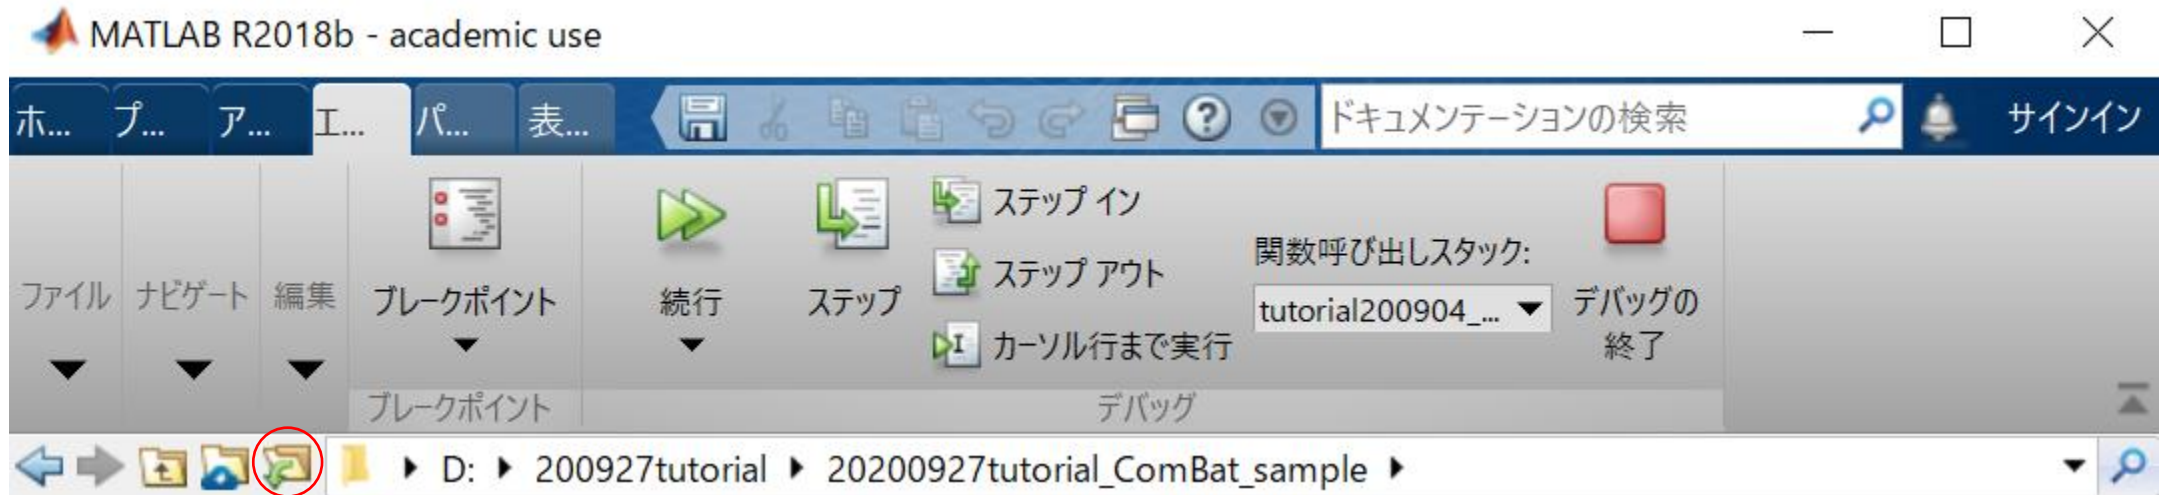 MATLAB R2018b - academic use
ホ... プ... ア... エ... パ... 表... ドキュメンテーションの検索 サインイン
ファイル ナビゲート 編集 ブレークポイント 続行 ステップ
ステップ イン
ステップ アウト
カーソル行まで実行
関数呼び出しスタック:
tutorial200904_...
デバッグの
終了
ブレークポイント デバッグ
D: 200927tutorial 20200927tutorial_ComBat_sample